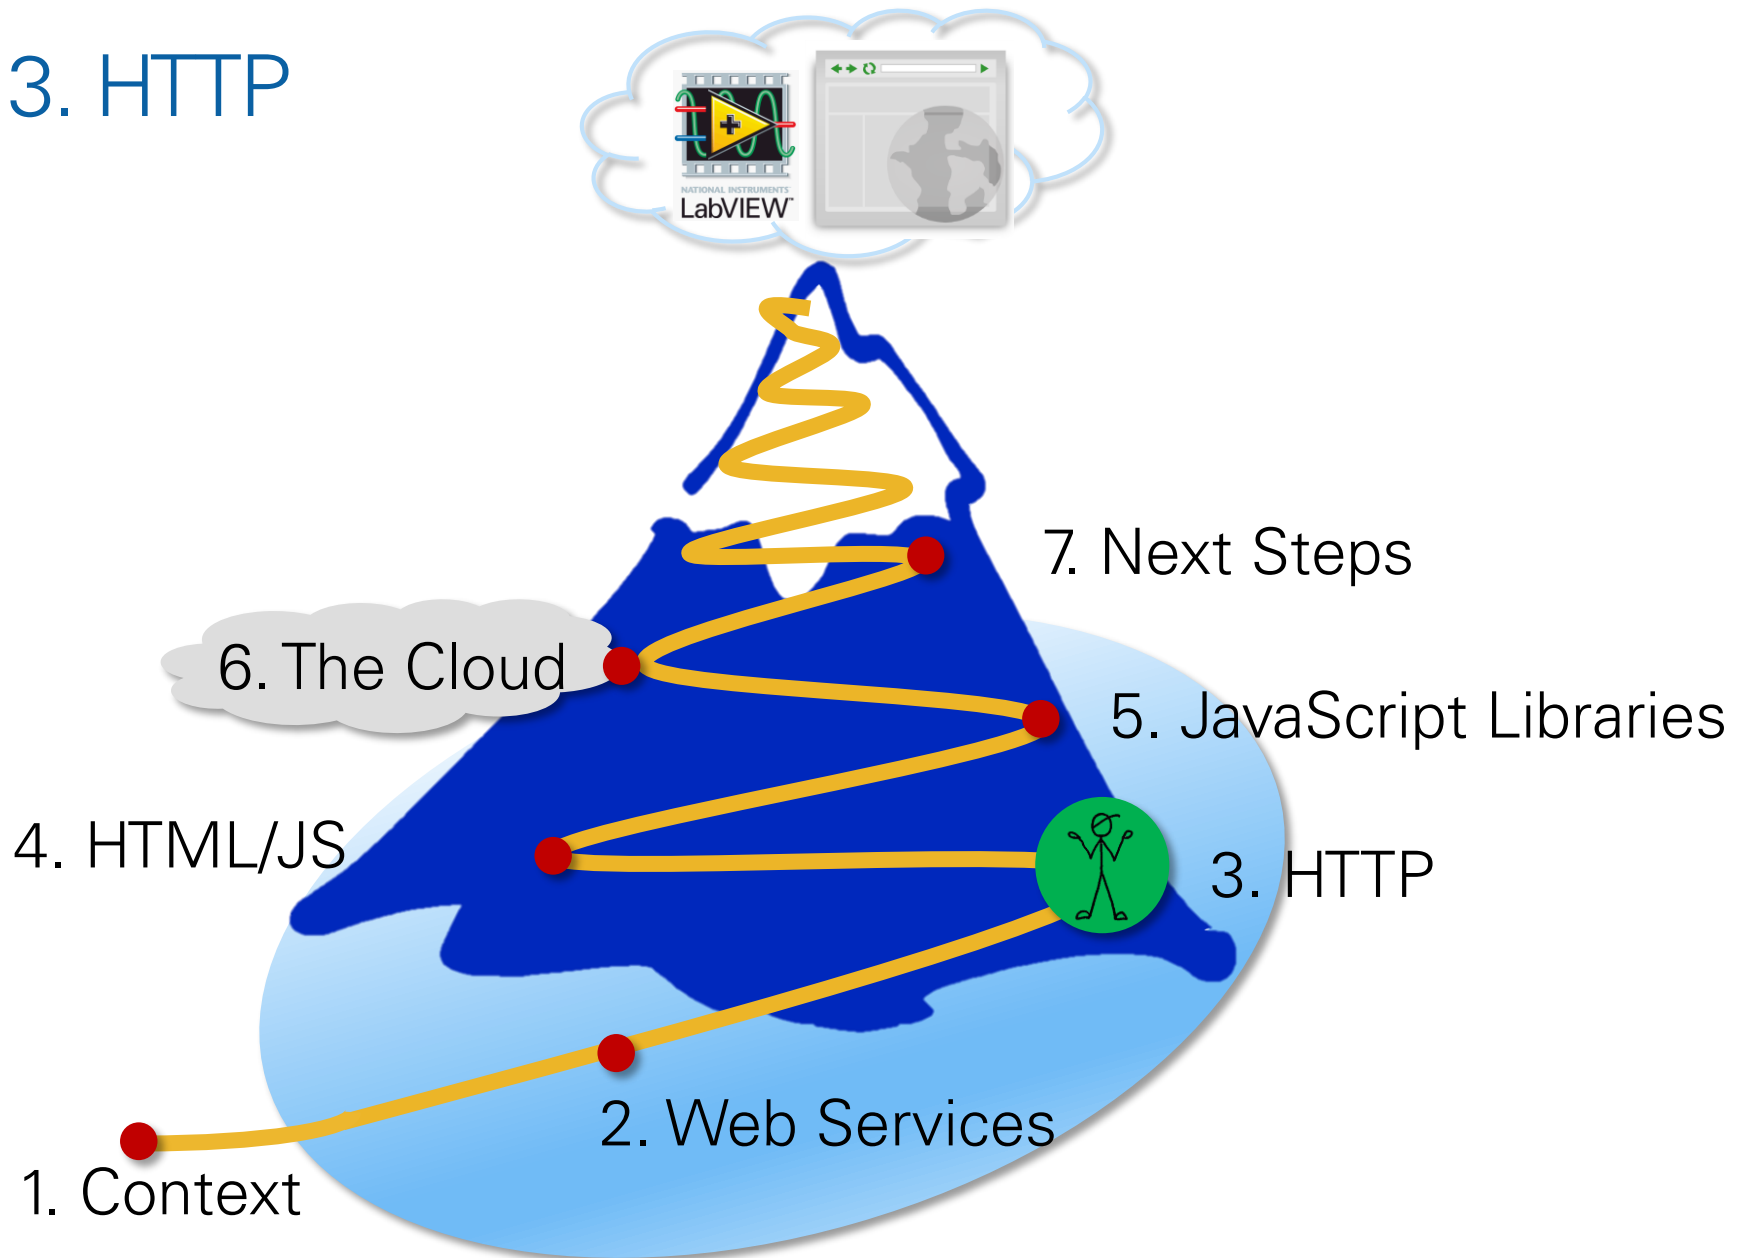 3. HTTP
NATIONAL INSTRUMENTS
LabVIEW™
7. Next Steps
6. The Cloud
5. JavaScript Libraries
4. HTML/JS
3. HTTP
2. Web Services
1. Context